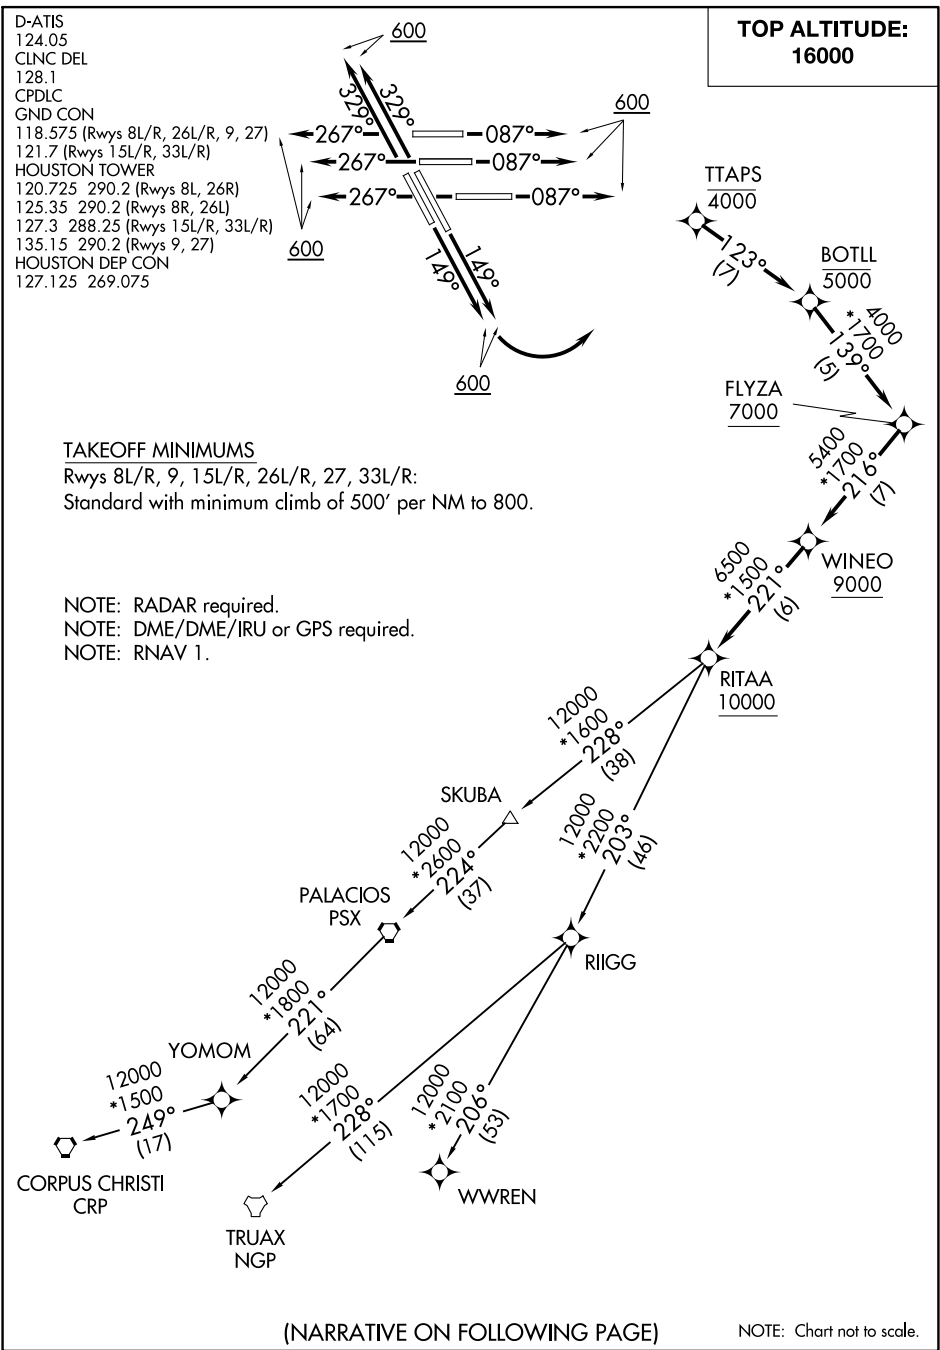 D-ATIS
124.05
CLNC DEL
128.1
CPDLC
GND CON
118.575 (Rwys 8L/R, 26L/R, 9, 27)
121.7 (Rwys 15L/R, 33L/R)
HOUSTON TOWER
120.725 290.2 (Rwys 8L, 26R)
125.35 290.2 (Rwys 8R, 26L)
127.3 288.25 (Rwys 15L/R, 33L/R)
135.15 290.2 (Rwys 9, 27)
HOUSTON DEP CON
127.125 269.075
600
329°
329°
267°
087°
267°
087°
267°
087°
600
600
149°
149°
600
TOP ALTITUDE:
16000
TTAPS
4000
123°
(7)
BOTLL
5000
4000
*1700
139°
(5)
FLYZA
7000
5400
*1700
216°
(7)
WINEO
9000
6500
*1500
221°
(6)
RITAA
10000
TAKEOFF MINIMUMS
Rwys 8L/R, 9, 15L/R, 26L/R, 27, 33L/R:
Standard with minimum climb of 500' per NM to 800.
NOTE: RADAR required.
NOTE: DME/DME/IRU or GPS required.
NOTE: RNAV 1.
12000
*1600
228°
(38)
SKUBA
12000
*2200
203°
(46)
12000
*2600
224°
(37)
PALACIOS
PSX
RIIGG
12000
*1800
221°
(64)
YOMOM
12000
*1500
249°
(17)
CORPUS CHRISTI
CRP
12000
*1700
228°
(115)
TRUAX
NGP
12000
*2100
206°
(53)
WWREN
(NARRATIVE ON FOLLOWING PAGE)
NOTE: Chart not to scale.